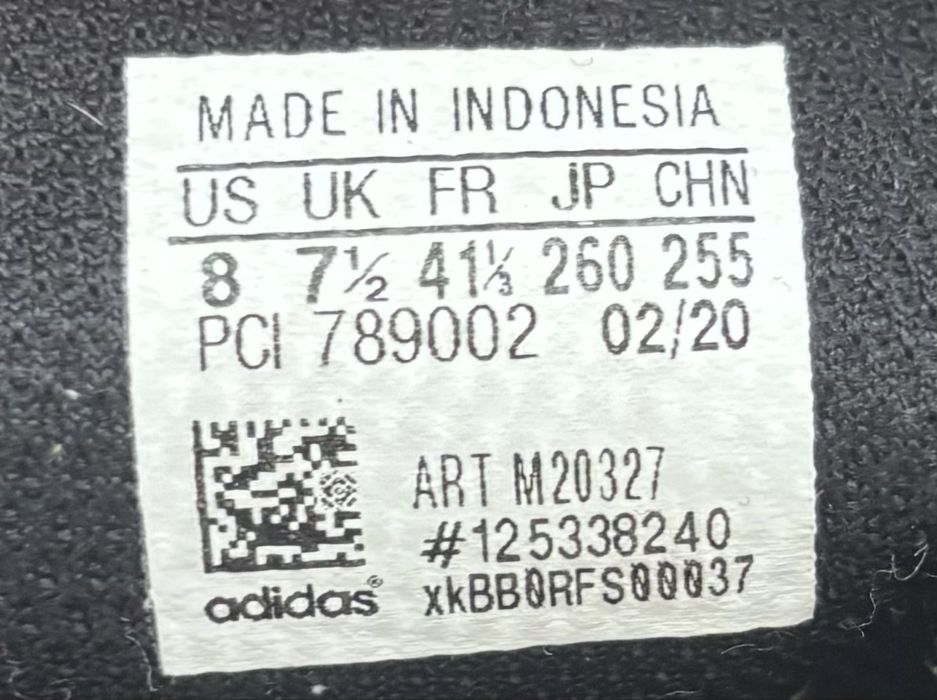 MADE IN INDONESIA
US UK FR JP CHN
8 7½ 41⅓ 260 255
PCI 789002 02/20
ART M20327
#125338240
adidas® xkBB0RFS00037